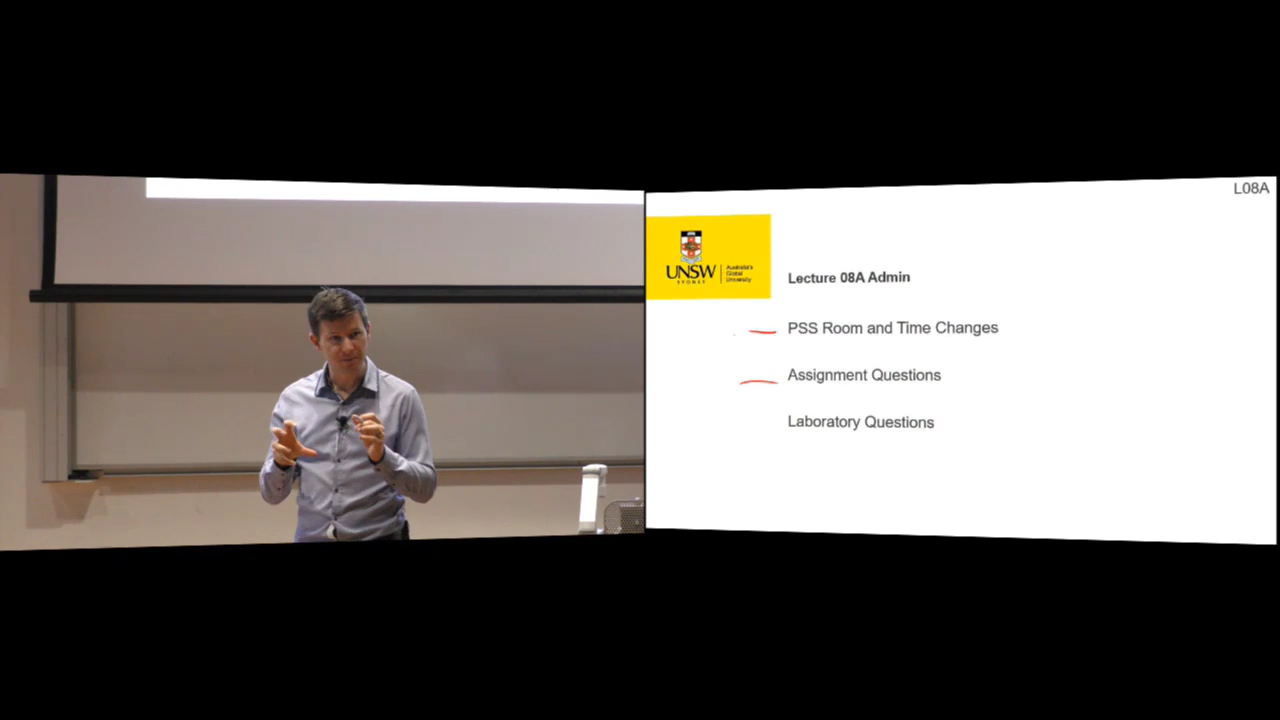 L08A
UNSW
SYDNEY
Australia's
Global
University
Lecture 08A Admin
PSS Room and Time Changes
Assignment Questions
Laboratory Questions